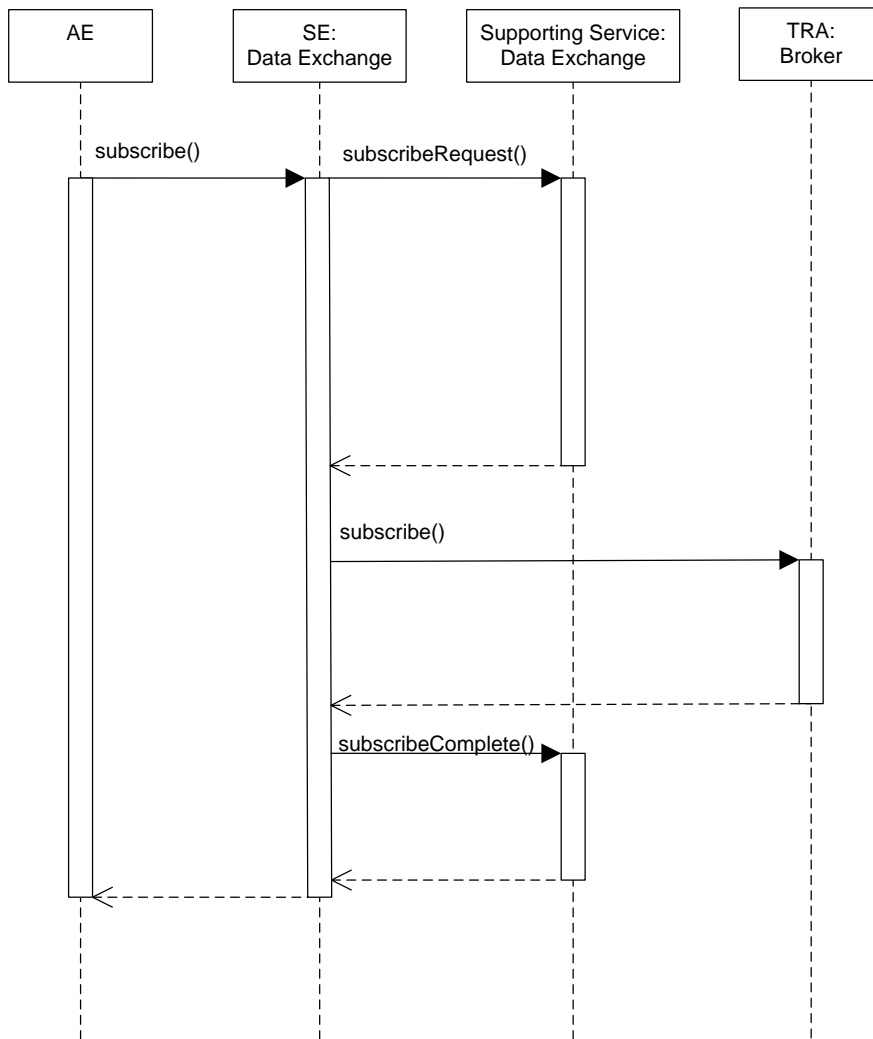 AE
SE:
Data Exchange
Supporting Service:
Data Exchange
TRA:
Broker
subscribe()
subscribeRequest()
subscribe()
subscribeComplete()